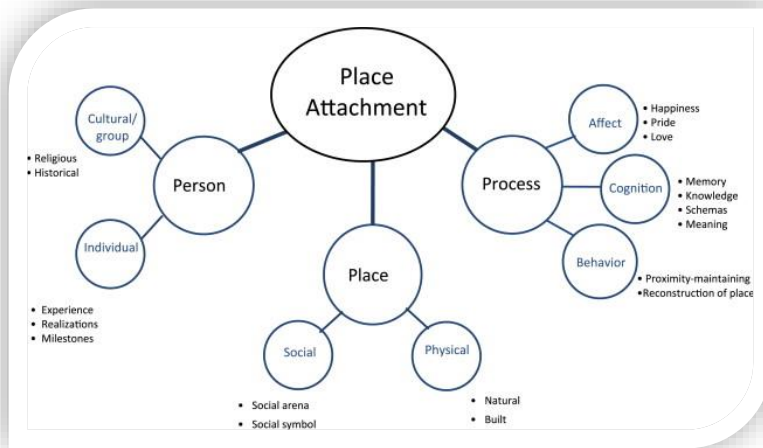 Place
Attachment
Cultural/
group
• Religious
• Historical
Person
Individual
• Experience
• Realizations
• Milestones
Place
Social
• Social arena
• Social symbol
Physical
• Natural
• Built
Process
Affect
• Happiness
• Pride
• Love
Cognition
• Memory
• Knowledge
• Schemas
• Meaning
Behavior
• Proximity-maintaining
•Reconstruction of place